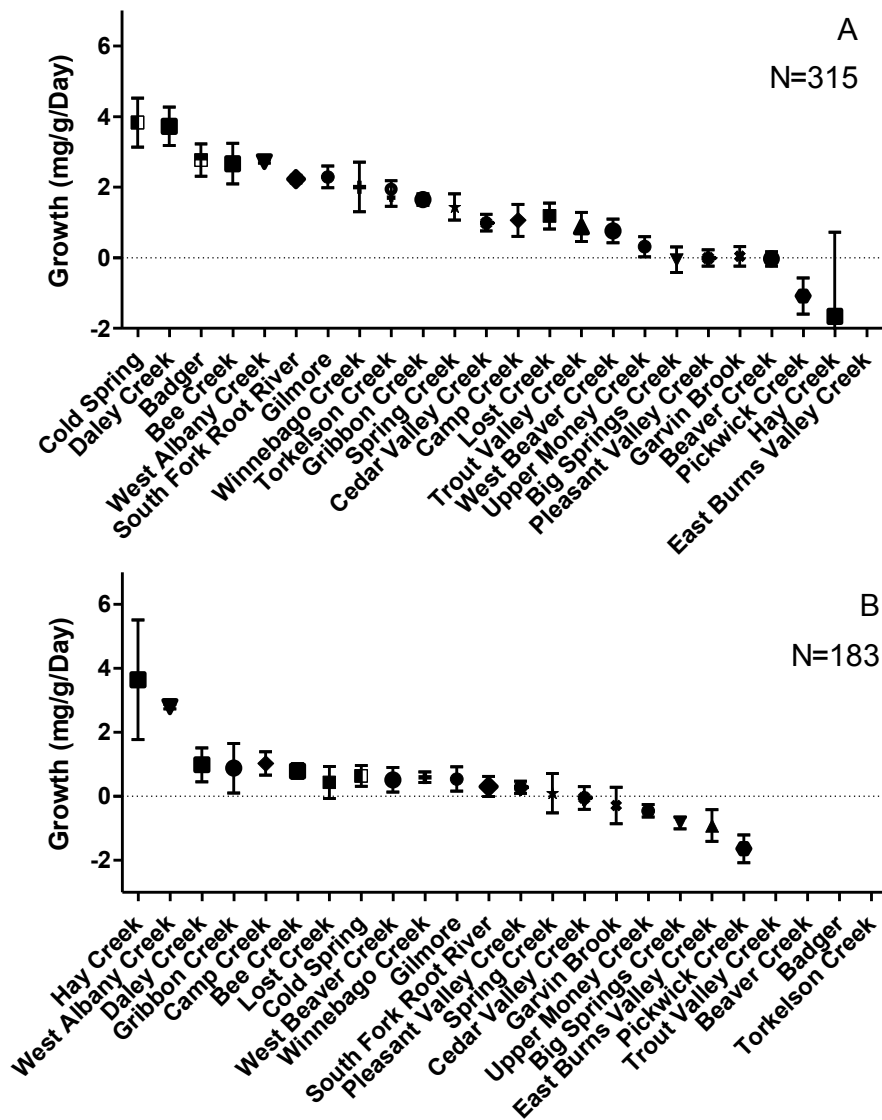 A
N=315
Growth (mg/g/Day)
6
4
2
0
-2
Cold Spring
Daley Creek
Badger
Bee Creek
West Albany Creek
South Fork Root River
Gilmore
Winnebago Creek
Torkelson Creek
Gribbon Creek
Spring Creek
Cedar Valley Creek
Camp Creek
Lost Creek
Trout Valley Creek
West Beaver Creek
Upper Money Creek
Big Springs Creek
Pleasant Valley Creek
Garvin Brook
Beaver Creek
Pickwick Creek
Hay Creek
East Burns Valley Creek
B
N=183
Growth (mg/g/Day)
6
4
2
0
-2
Hay Creek
West Albany Creek
Daley Creek
Gribbon Creek
Camp Creek
Bee Creek
Lost Creek
Cold Spring
West Beaver Creek
Winnebago Creek
Gilmore
South Fork Root River
Pleasant Valley Creek
Spring Creek
Cedar Valley Creek
Garvin Brook
Upper Money Creek
Big Springs Creek
East Burns Valley Creek
Pickwick Creek
Trout Valley Creek
Beaver Creek
Badger
Torkelson Creek